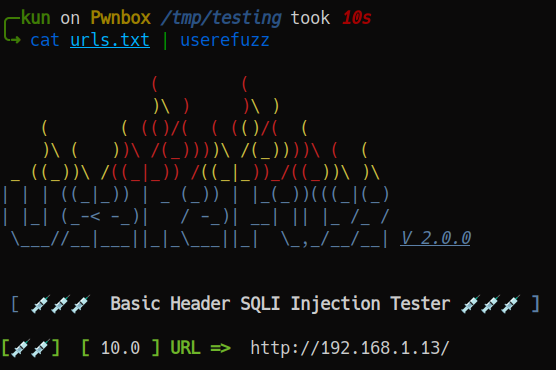 kun on Pwnbox /tmp/testing took 10s
cat urls.txt | userefuzz
V 2.0.0
[ 💉💉💉 Basic Header SQLI Injection Tester 💉💉💉 ]
[💉💉] [ 10.0 ] URL => http://192.168.1.13/